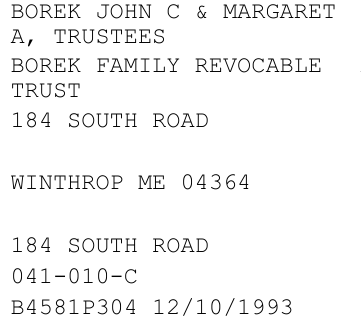 BOREK JOHN C & MARGARET
A, TRUSTEES
BOREK FAMILY REVOCABLE
TRUST
184 SOUTH ROAD
WINTHROP ME 04364
184 SOUTH ROAD
041-010-C
B4581P304 12/10/1993